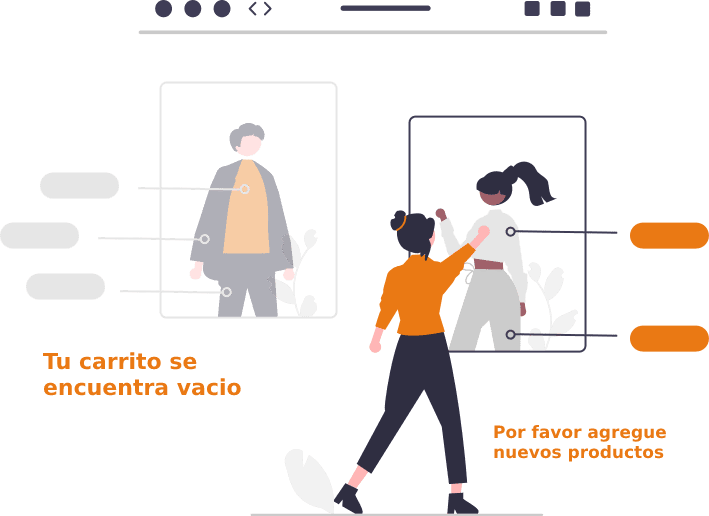 Tu carrito se
encuentra vacio
Por favor agregue
nuevos productos